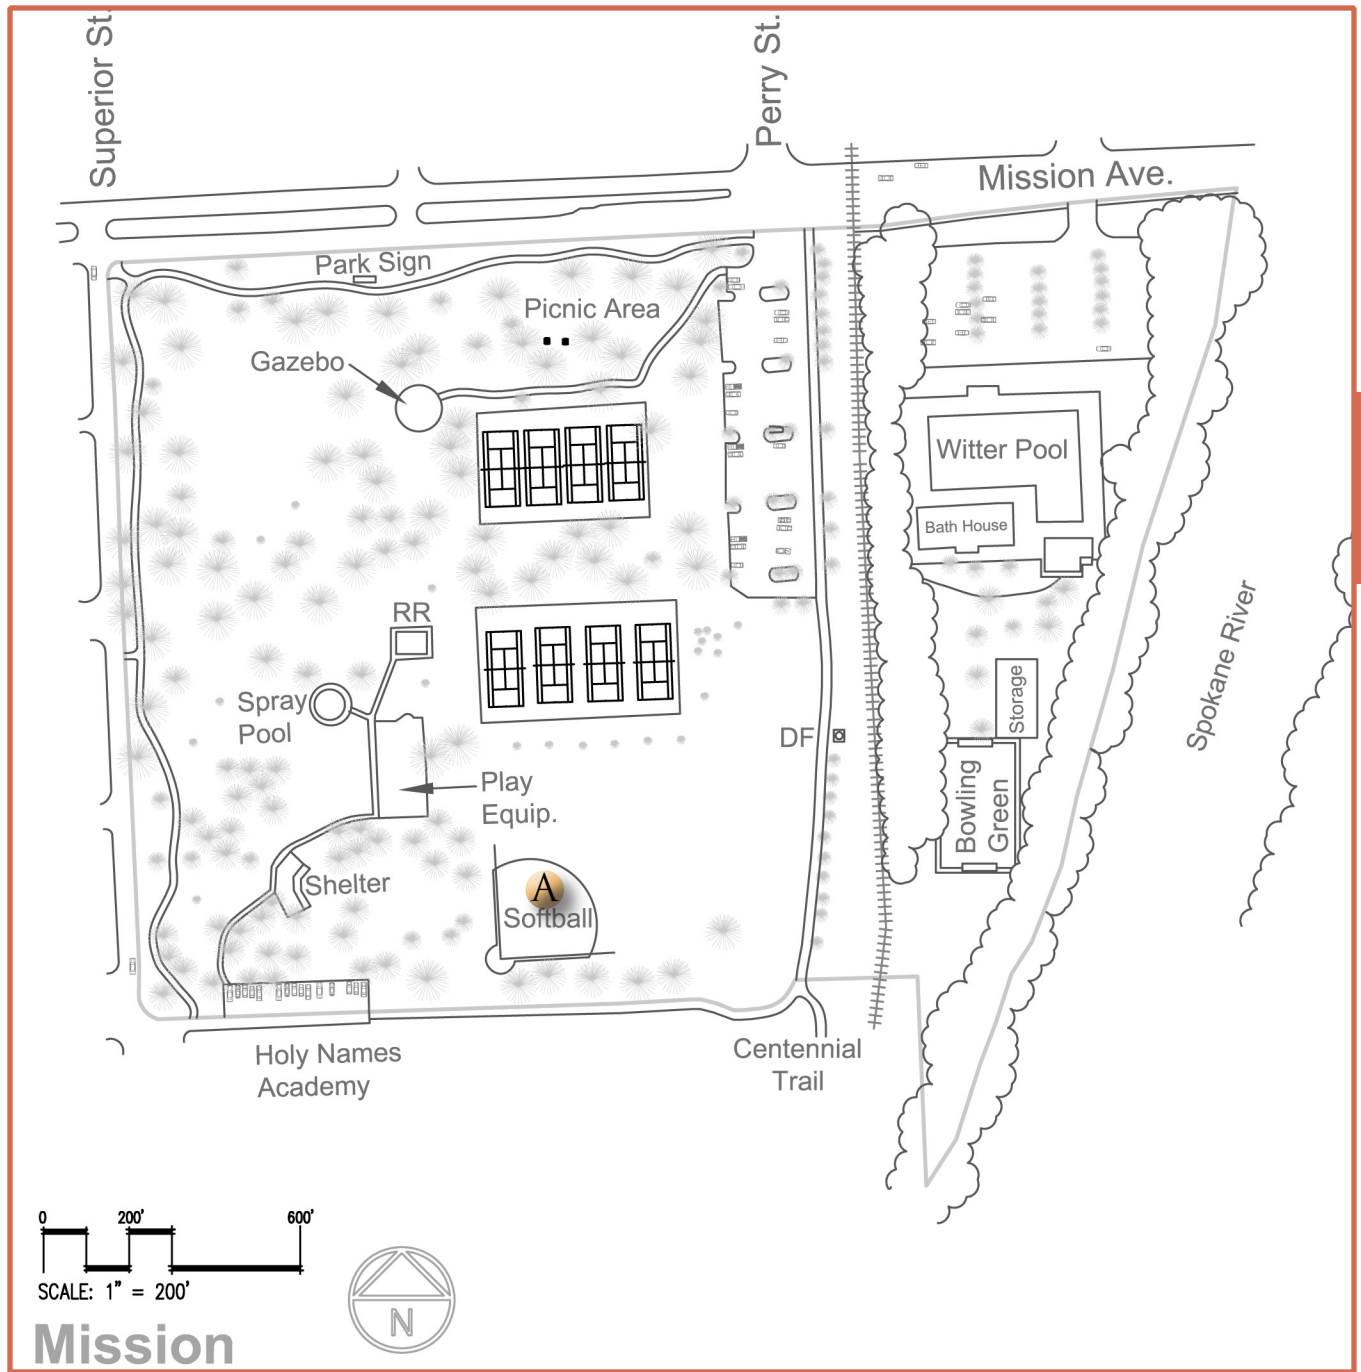 Superior St.
Perry St.
Mission Ave.
Park Sign
Picnic Area
Gazebo
Witter Pool
Bath House
RR
Spray
Pool
Storage
Spokane River
DF
Play
Equip.
Bowling
Green
Shelter
A
Softball
Holy Names
Academy
Centennial
Trail
0 200' 600'
SCALE: 1" = 200'
N
Mission